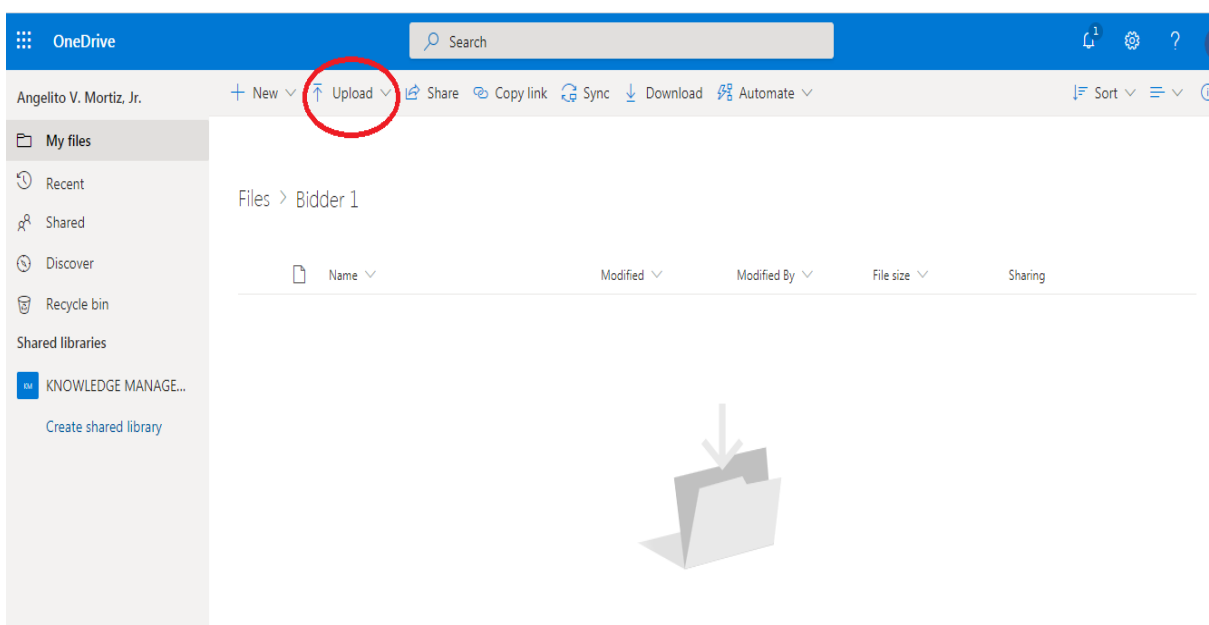 OneDrive
Search
1
?
Angelito V. Mortiz, Jr.
New
Upload
Share
Copy link
Sync
Download
Automate
Sort
My files
Recent
Shared
Discover
Recycle bin
Shared libraries
KM KNOWLEDGE MANAGE...
Create shared library
Files > Bidder 1
Name
Modified
Modified By
File size
Sharing